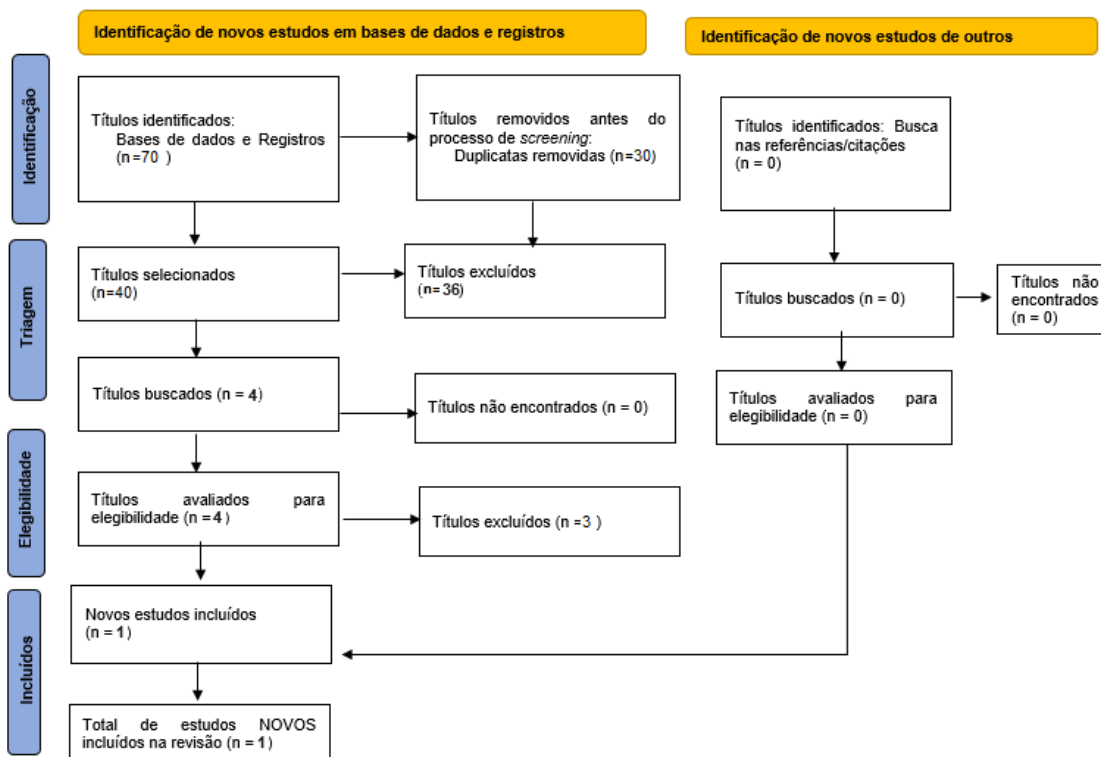 Identificação de novos estudos em bases de dados e registros
Identificação de novos estudos de outros
Identificação
Títulos identificados:
Bases de dados e Registros
(n =70 )
Títulos removidos antes do
processo de screening:
Duplicatas removidas (n=30)
Títulos identificados: Busca
nas referências/citações
(n = 0)
Triagem
Títulos selecionados
(n=40)
Títulos excluídos
(n=36)
Títulos buscados (n = 0)
Títulos não
encontrados
(n = 0)
Títulos buscados (n = 4)
Títulos não encontrados (n = 0)
Títulos avaliados para
elegibilidade (n = 0)
Elegibilidade
Títulos avaliados para
elegibilidade (n =4 )
Títulos excluídos (n =3 )
Incluídos
Novos estudos incluídos
(n = 1 )
Total de estudos NOVOS
incluídos na revisão (n = 1 )